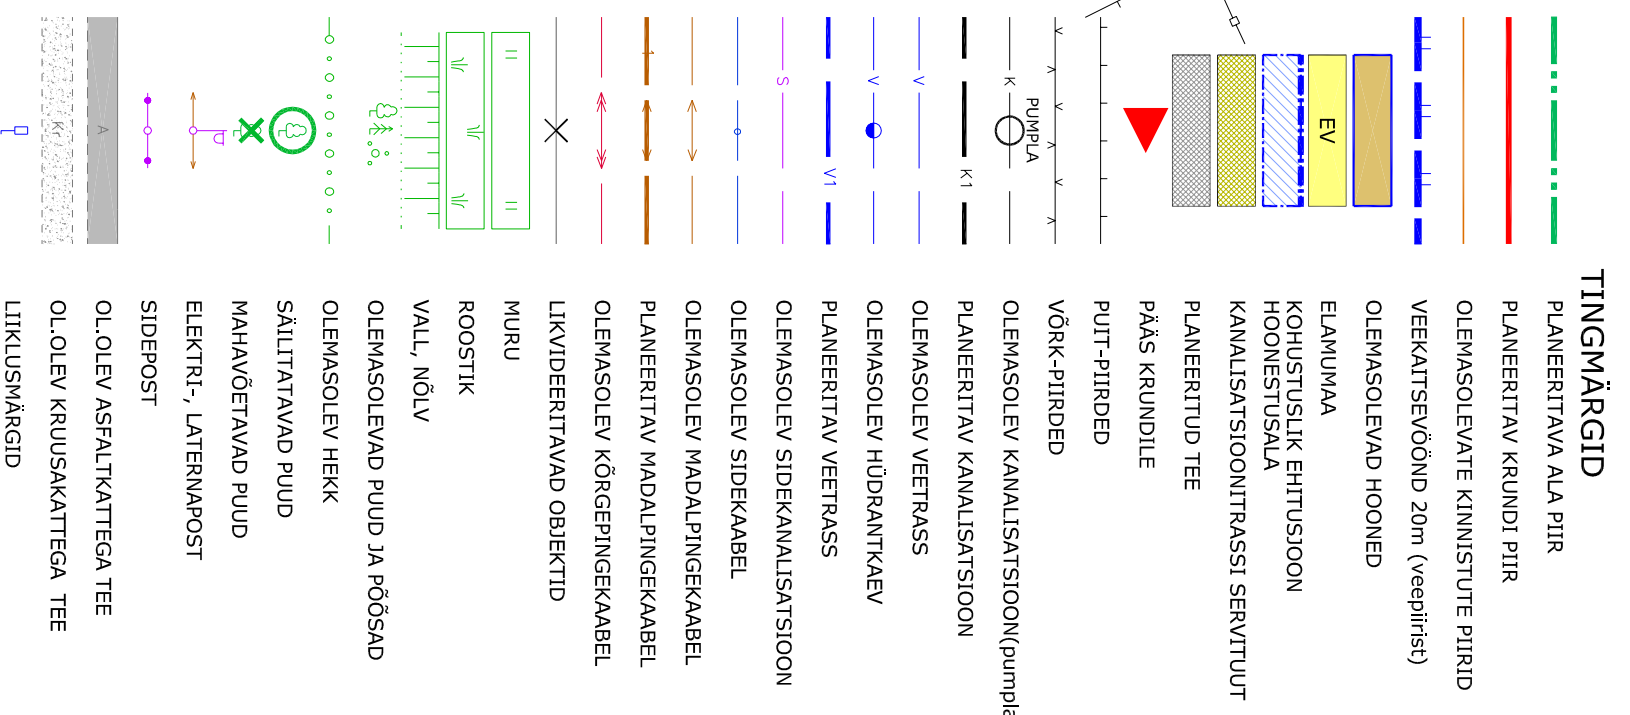 TINGMÄRGID
PLANEERITAVA ALA PIIR
PLANEERITAV KRUNDI PIIR
OLEMASOLEVATE KINNISTUTE PIIRID
VEEKAITSEVÖÖND 20m (veepiirist)
OLEMASOLEVAD HOONED
EV ELAMUMAA
KOHUSTUSLIK EHITUSJOON
HOONESTUSALA
KANALISATSIOONITRASSI SERVITUUT
PLANEERITUD TEE
PÄÄS KRUNDILE
PUIT-PIIRDED
VÕRK-PIIRDED
K PUMPLA OLEMASOLEV KANALISATSIOON(pumpla
K1 PLANEERITAV KANALISATSIOON
V OLEMASOLEV VEETRASS
V OLEMASOLEV HÜDRANTKAEV
V1 PLANEERITAV VEETRASS
S OLEMASOLEV SIDEKANALISATSIOON
OLEMASOLEV SIDEKAABEL
OLEMASOLEV MADALPINGEKAABEL
1 PLANEERITAV MADALPINGEKAABEL
OLEMASOLEV KÕRGEPINGEKAABEL
LIKVIDEERITAVAD OBJEKTID
MURU
ROOSTIK
VALL, NÕLV
OLEMASOLEVAD PUUD JA PÕÕSAD
OLEMASOLEV HEKK
SÄILITATAVAD PUUD
MAHAVÕETAVAD PUUD
ELEKTRI-, LATERNAPOST
SIDEPOST
A OL.OLEV ASFALTKATTEGA TEE
Kr OL.OLEV KRUUSAKATTEGA TEE
LIIKLUSMÄRGID